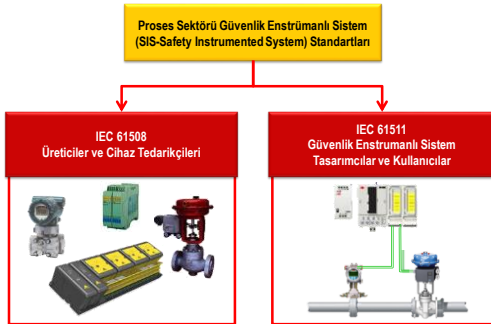 Proses Sektörü Güvenlik Enstrümanlı Sistem
(SIS-Safety Instrumented System) Standartları
IEC 61508
Üreticiler ve Cihaz Tedarikçileri
IEC 61511
Güvenlik Enstrumanlı Sistem
Tasarımcılar ve Kullanıcılar